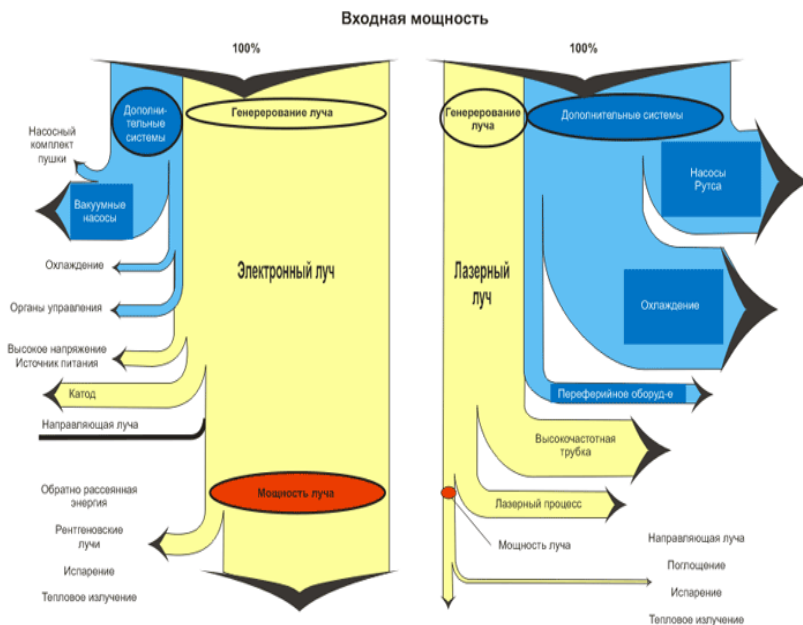 Входная мощность
100%
Дополни-
тельные
системы
Генерерование луча
Насосный
комплект
пушки
Вакуумные
насосы
Охлаждение
Органы управления
Высокое напряжение
Источник питания
Катод
Направляющая луча
Электронный луч
Мощность луча
Обратно рассеянная
энергия
Рентгеновские
лучи
Испарение
Тепловое излучение
100%
Генерерование
луча
Дополнительные системы
Насосы
Рутса
Лазерный
луч
Охлаждение
Переферийное оборуд-е
Высокочастотная
трубка
Лазерный процесс
Мощность луча
Направляющая луча
Поглощение
Испарение
Тепловое излучение